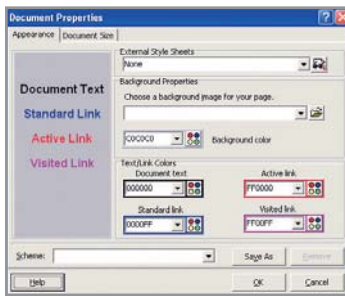 Document Properties
Appearance Document Size
External Style Sheets
None
Background Properties
Choose a background image for your page.
C0C0C0 Background color
Document Text
Standard Link
Active Link
Visited Link
Text/Link Colors
Document text Active link
000000 FF0000
Standard link Visited link
0000FF FF00FF
Scheme: Save As Remove
Help OK Cancel